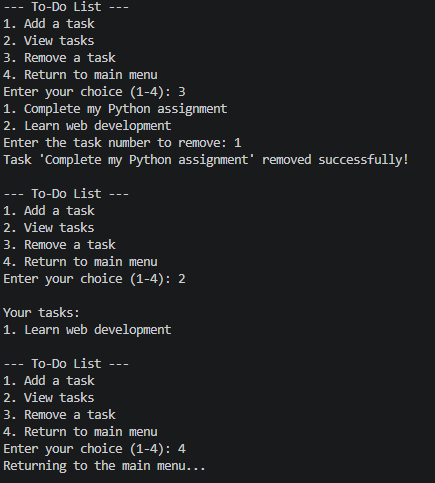 --- To-Do List ---
1. Add a task
2. View tasks
3. Remove a task
4. Return to main menu
Enter your choice (1-4): 3
1. Complete my Python assignment
2. Learn web development
Enter the task number to remove: 1
Task 'Complete my Python assignment' removed successfully!

--- To-Do List ---
1. Add a task
2. View tasks
3. Remove a task
4. Return to main menu
Enter your choice (1-4): 2

Your tasks:
1. Learn web development

--- To-Do List ---
1. Add a task
2. View tasks
3. Remove a task
4. Return to main menu
Enter your choice (1-4): 4
Returning to the main menu...